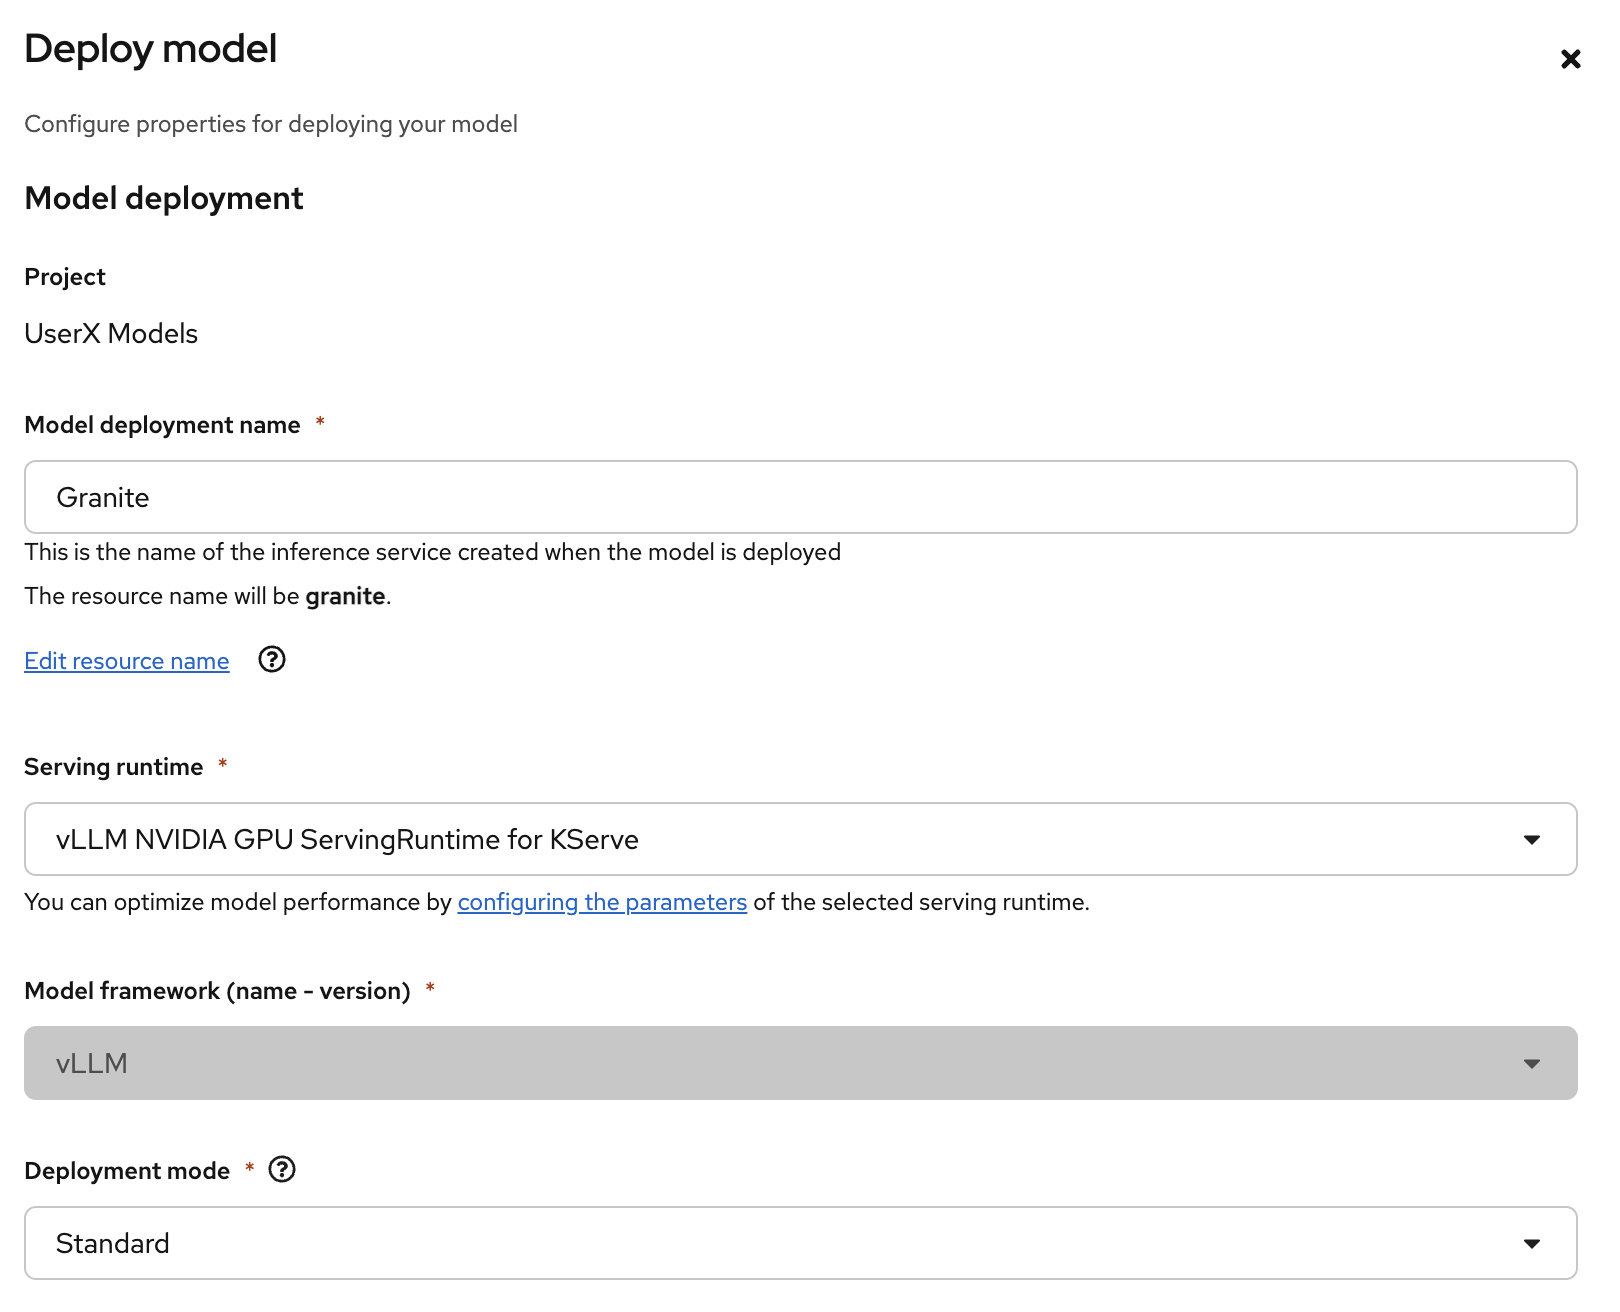 Deploy model
Configure properties for deploying your model
Model deployment
Project
UserX Models
Model deployment name *
Granite
This is the name of the inference service created when the model is deployed
The resource name will be granite.
Edit resource name
Serving runtime *
vLLM NVIDIA GPU ServingRuntime for KServe
You can optimize model performance by configuring the parameters of the selected serving runtime.
Model framework (name - version) *
vLLM
Deployment mode *
Standard